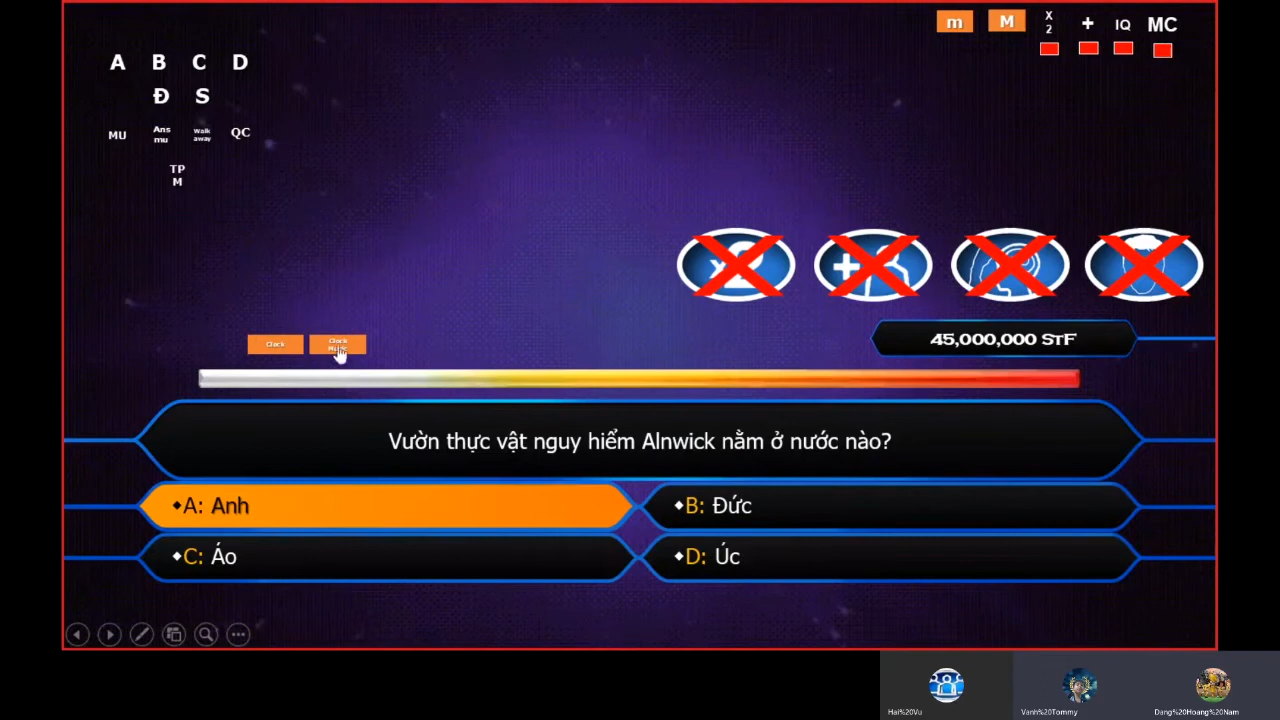 m M X 2 + IQ MC
A B C D
Đ S
MU Ans mu Walk away QC
TP M
x2
+
Clock Clock
45,000,000 STF
Vườn thực vật nguy hiểm Alnwick nằm ở nước nào?
A: Anh
B: Đức
C: Áo
D: Úc
Hai%20Vu
Vanh%20Tommy
Dang%20Hoang%20Nam